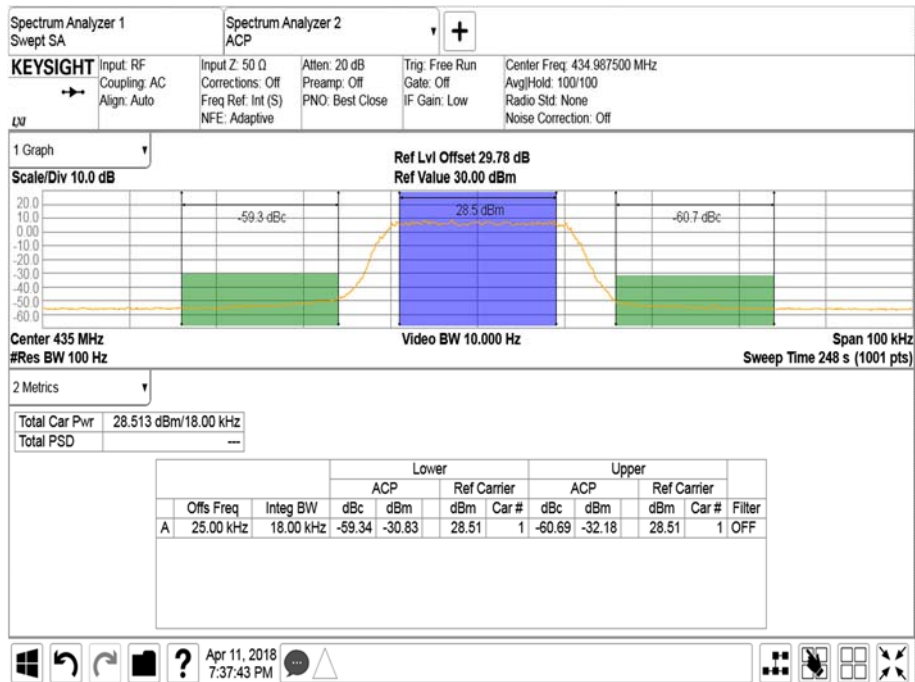 Spectrum Analyzer 1
Swept SA
Spectrum Analyzer 2
ACP
+
KEYSIGHT
LXI
Input: RF
Coupling: AC
Align: Auto
Input Z: 50 Ω
Corrections: Off
Freq Ref: Int (S)
NFE: Adaptive
Atten: 20 dB
Preamp: Off
PNO: Best Close
Trig: Free Run
Gate: Off
IF Gain: Low
Center Freq: 434.987500 MHz
Avg|Hold: 100/100
Radio Std: None
Noise Correction: Off
1 Graph
Scale/Div 10.0 dB
Ref Lvl Offset 29.78 dB
Ref Value 30.00 dBm
20.0
10.0
0.00
-10.0
-20.0
-30.0
-40.0
-50.0
-60.0
-59.3 dBc
28.5 dBm
-60.7 dBc
Center 435 MHz
#Res BW 100 Hz
Video BW 10.000 Hz
Span 100 kHz
Sweep Time 248 s (1001 pts)
2 Metrics
Total Car Pwr 28.513 dBm/18.00 kHz
Total PSD ---
Lower Upper
ACP Ref Carrier ACP Ref Carrier
Offs Freq Integ BW dBc dBm dBm Car # dBc dBm dBm Car # Filter
A 25.00 kHz 18.00 kHz -59.34 -30.83 28.51 1 -60.69 -32.18 28.51 1 OFF
?
Apr 11, 2018
7:37:43 PM